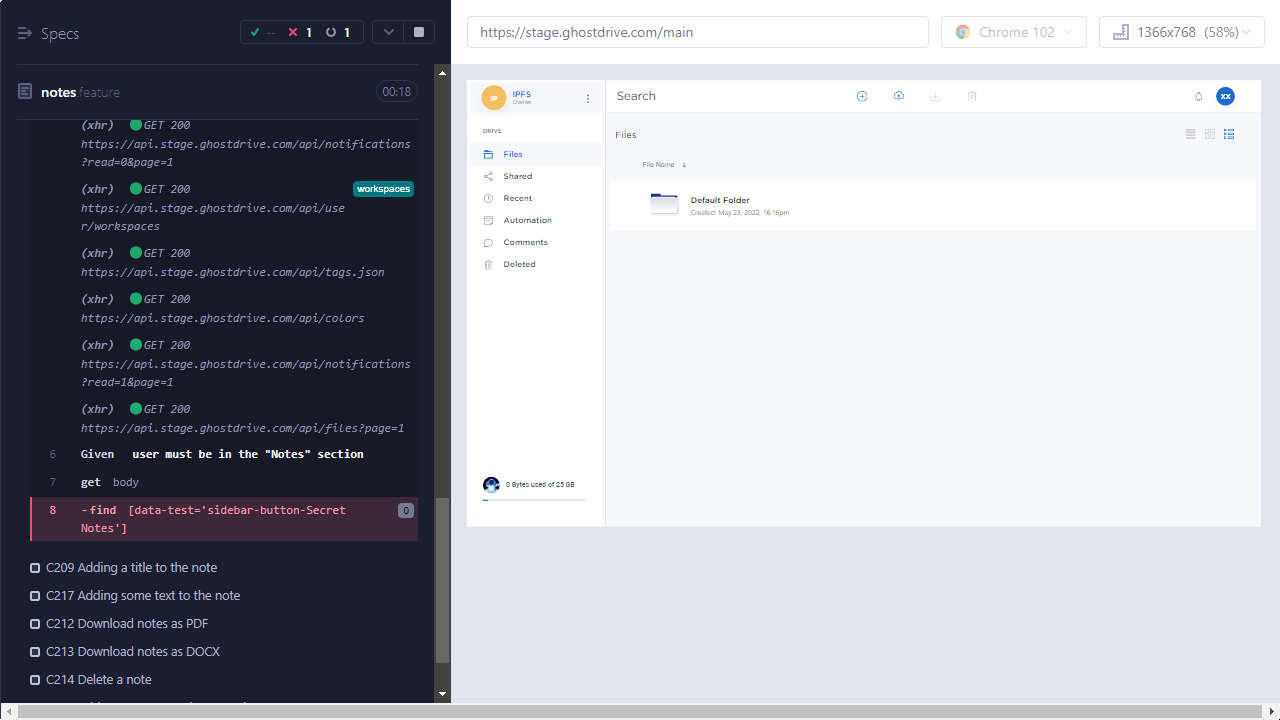 Specs
--
1
1
notes.feature
00:18
(xhr) GET 200
https://api.stage.ghostdrive.com/api/notifications
?read=0&page=1
(xhr) GET 200
workspaces
https://api.stage.ghostdrive.com/api/use
r/workspaces
(xhr) GET 200
https://api.stage.ghostdrive.com/api/tags.json
(xhr) GET 200
https://api.stage.ghostdrive.com/api/colors
(xhr) GET 200
https://api.stage.ghostdrive.com/api/notifications
?read=1&page=1
(xhr) GET 200
https://api.stage.ghostdrive.com/api/files?page=1
6 Given user must be in the "Notes" section
7 get body
8 -find [data-test='sidebar-button-Secret
Notes']
0
C209 Adding a title to the note
C217 Adding some text to the note
C212 Download notes as PDF
C213 Download notes as DOCX
C214 Delete a note
https://stage.ghostdrive.com/main
Chrome 102
1366x768 (58%)
IP
IPFS
Owner
DRIVE
Files
Shared
Recent
Automation
Comments
Deleted
0 Bytes used of 25 GB
Search
XX
Files
File Name ↓
Default Folder
Created: May 23, 2022, 16:16pm